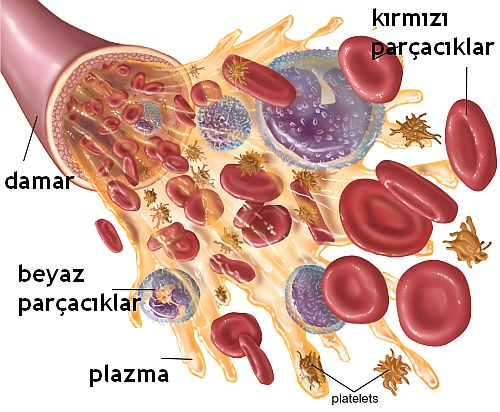 kırmızı
parçacıklar
damar
beyaz
parçacıklar
plazma
platelets